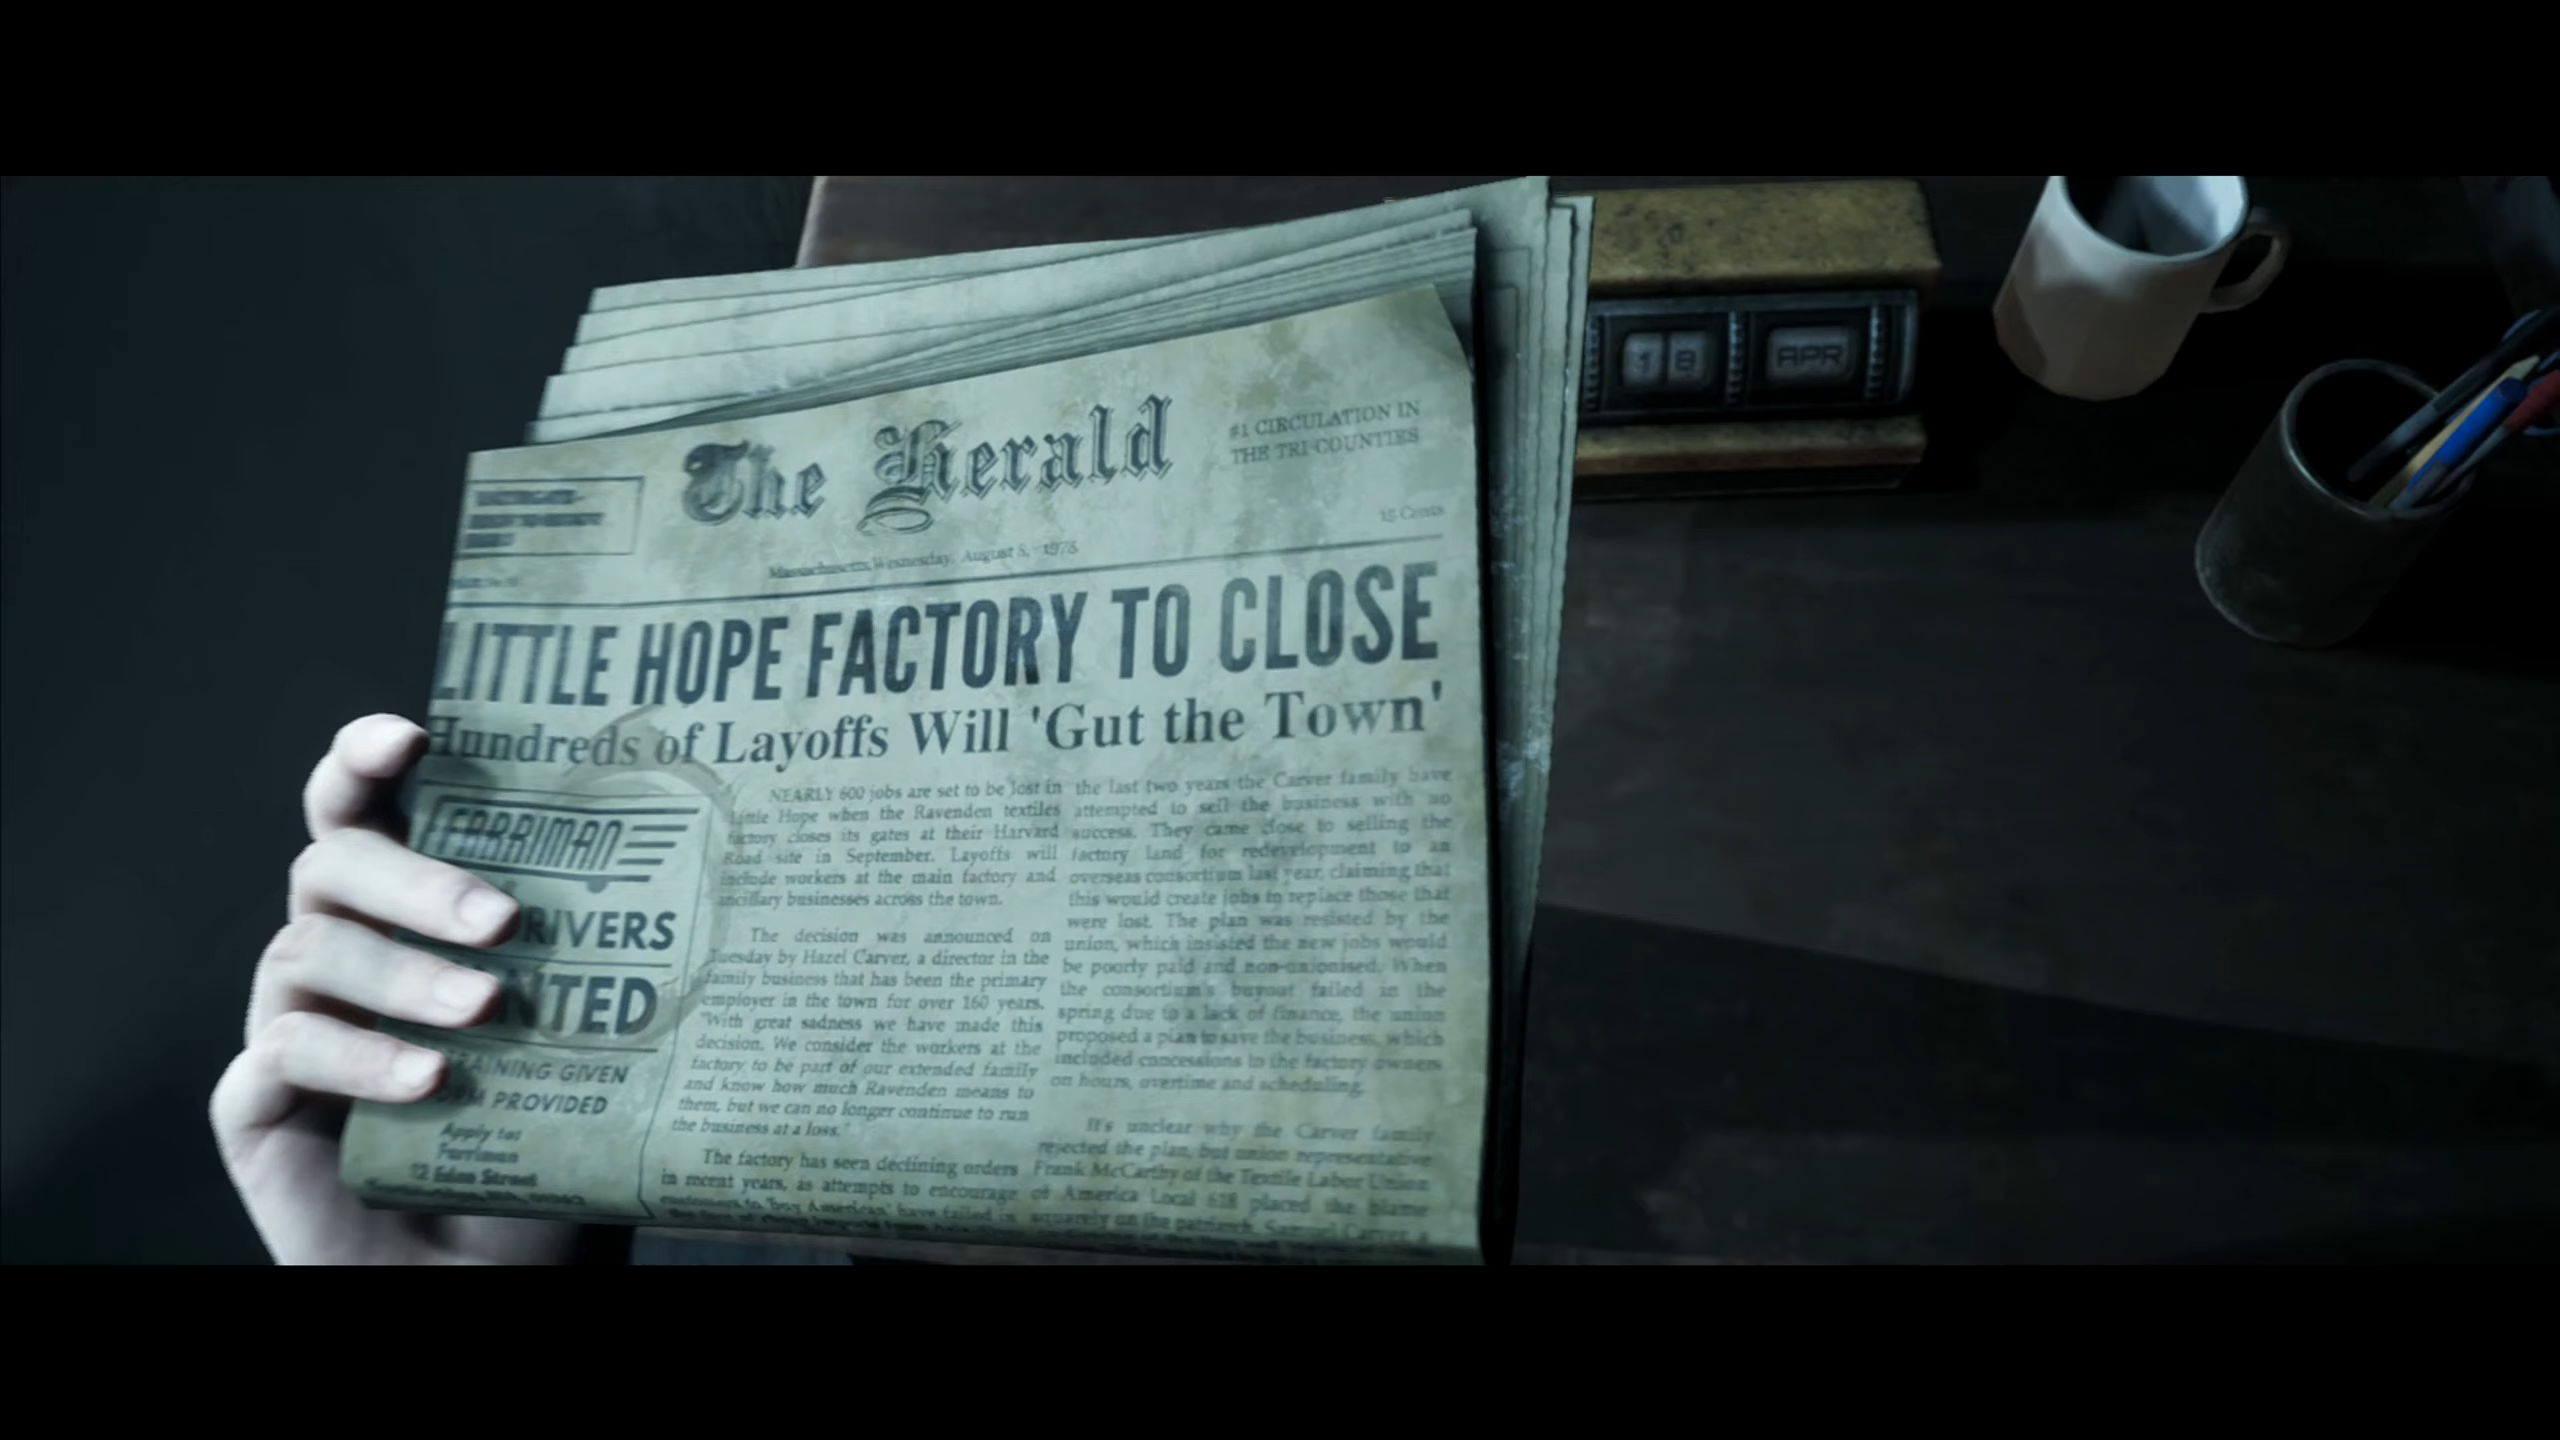 The Herald
#1 CIRCULATION IN
THE TRI-COUNTIES
15 Cents
Massachusetts Wesnesday, August 8,
LITTLE HOPE FACTORY TO CLOSE
Hundreds of Layoffs Will 'Gut the Town'
FARRIMAN
TRAINING GIVEN
PROVIDED
Apply to:
Farriman
12 Eden Street
NEARLY 600 jobs are set to be lost in
Little Hope when the Ravenden textiles
factory closes its gates at their Harvard
Road site in September. Layoffs will
include workers at the main factory and
ancillary businesses across the town.
The decision was announced on
Tuesday by Hazel Carver, a director in the
family business that has been the primary
employer in the town for over 160 years.
"With great sadness we have made this
decision. We consider the workers at the
factory to be part of our extended family
and know how much Ravenden means to
them, but we can no longer continue to run
the business at a loss."
The factory has seen declining orders
in recent years, as attempts to encourage
customers to 'buy American' have failed in
the last two years the Carver family have
attempted to sell the business with no
success. They came close to selling the
factory land for redevelopment to an
overseas consortium last year, claiming that
this would create jobs to replace those that
were lost. The plan was resisted by the
union, which insisted the new jobs would
be poorly paid and non-unionised. When
the consortium's buyout failed in the
spring due to a lack of finance, the union
proposed a plan to save the business, which
included concessions to the factory owners
on hours, overtime and scheduling.
It's unclear why the Carver family
rejected the plan, but union representative
Frank McCarthy of the Textile Labor Union
of America Local 618 placed the blame
squarely on the patriarch, Samuel Carver, a
18 APR